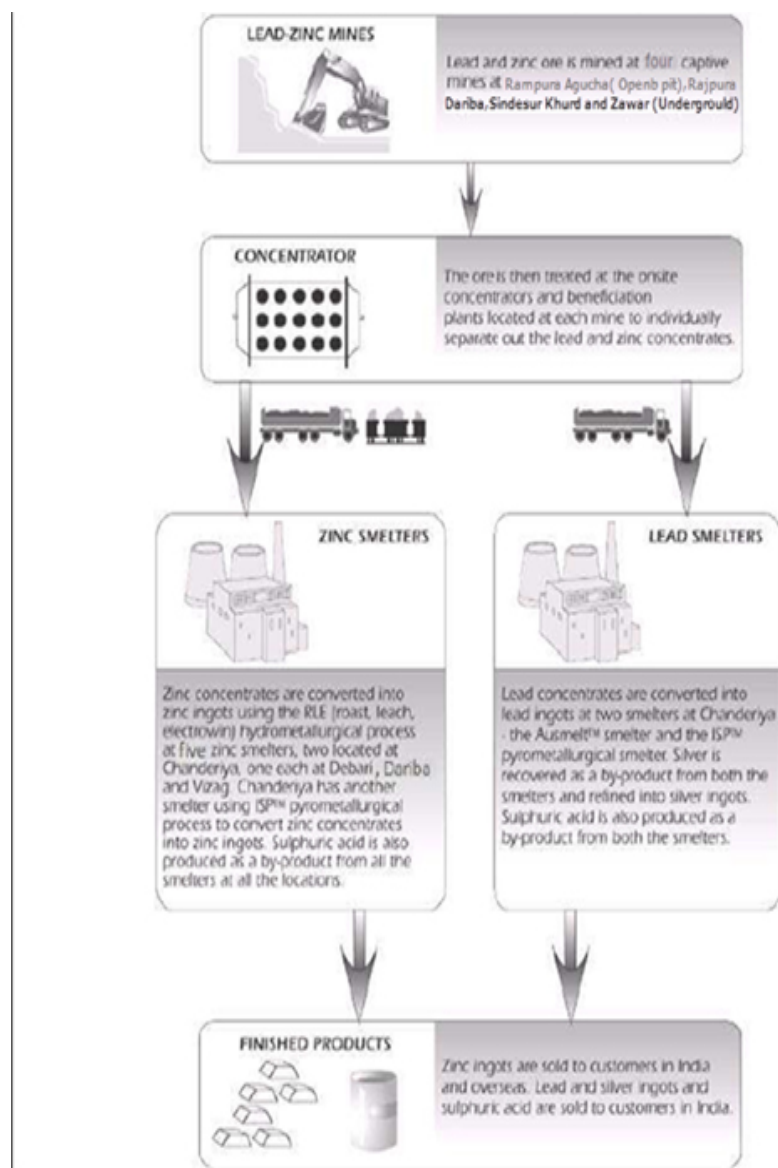 LEAD-ZINC MINES
Lead and zinc ore is mined at four captive
mines at Rampura Agucha( Openb pit),Rajpura
Dariba,Sindesur Khurd and Zawar (Undergrould)
CONCENTRATOR
The ore is then treated at the onsite
concentrators and beneficiation
plants located at each mine to individually
separate out the lead and zinc concentrates.
ZINC SMELTERS
Zinc concentrates are converted into
zinc ingots using the RLE (roast, leach,
electrowin) hydrometallurgical process
at five zinc smelters, two located at
Chanderiya, one each at Debari , Dariba
and Vizag. Chanderiya has another
smelter using ISP™ pyrometallurgical
process to convert zinc concentrates
into zinc ingots. Sulphuric acid is also
produced as a by-product from all the
smelters at all the locations.
LEAD SMELTERS
Lead concentrates are converted into
lead ingots at two smelters at Chanderiya
- the Ausmelt™ smelter and the ISP™
pyrometallurgical smelter. Silver is
recovered as a by-product from both the
smelters and refined into silver ingots.
Sulphuric acid is also produced as a
by-product from both the smelters.
FINISHED PRODUCTS
Zinc ingots are sold to customers in India
and overseas. Lead and silver ingots and
sulphuric acid are sold to customers in India.